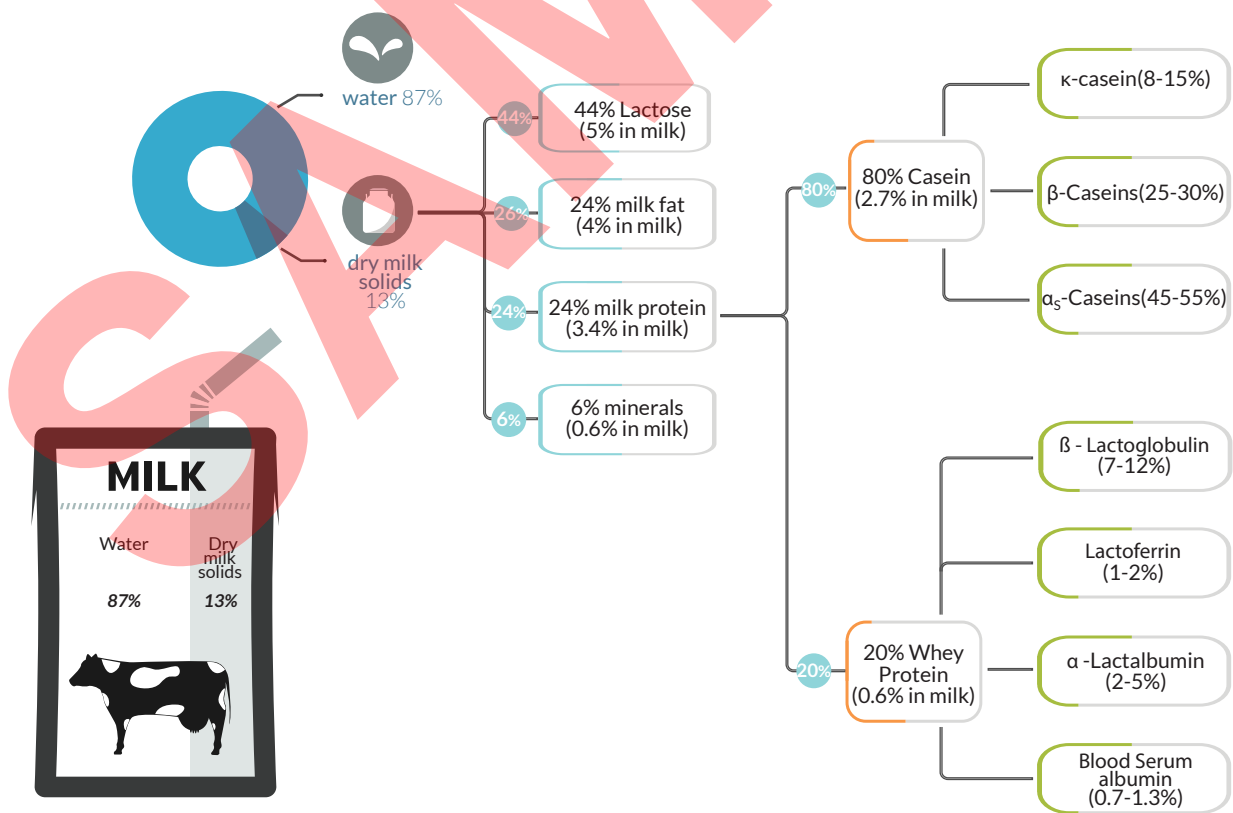 water 87%
dry milk
solids
13%
MILK
Water
Dry
milk
solids
87%
13%
44%
44% Lactose
(5% in milk)
26%
24% milk fat
(4% in milk)
24%
24% milk protein
(3.4% in milk)
6%
6% minerals
(0.6% in milk)
80%
80% Casein
(2.7% in milk)
κ-casein(8-15%)
β-Caseins(25-30%)
αS-Caseins(45-55%)
20%
20% Whey
Protein
(0.6% in milk)
ß - Lactoglobulin
(7-12%)
Lactoferrin
(1-2%)
α -Lactalbumin
(2-5%)
Blood Serum
albumin
(0.7-1.3%)
SAM